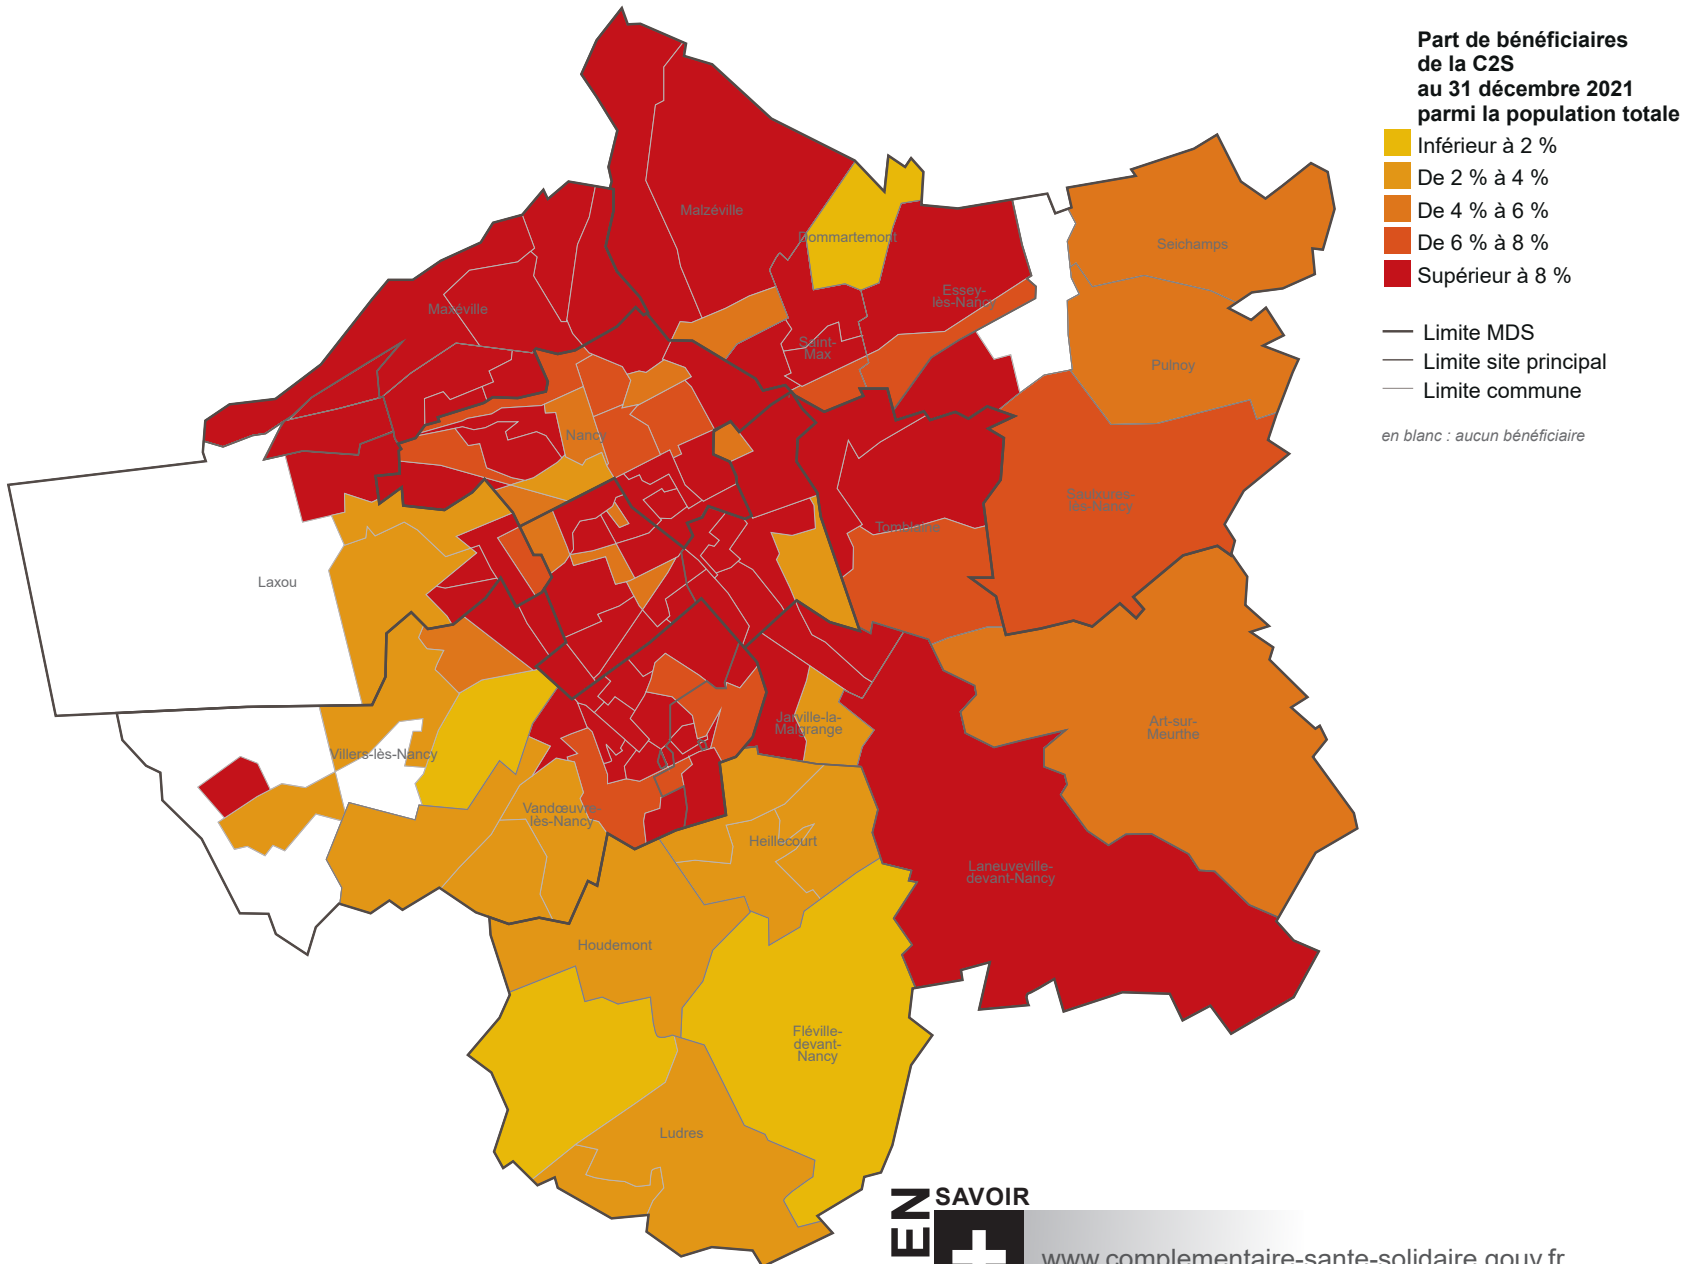 Part de bénéficiaires
de la C2S
au 31 décembre 2021
parmi la population totale
Inférieur à 2 %
De 2 % à 4 %
De 4 % à 6 %
De 6 % à 8 %
Supérieur à 8 %
Limite MDS
Limite site principal
Limite commune
en blanc : aucun bénéficiaire
Malzéville
Dommartemont
Seichamps
Essey-
lès-Nancy
Maxéville
Saint-
Max
Pulnoy
Nancy
Saulxures-
lès-Nancy
Tomblaine
Laxou
Art-sur-
Meurthe
Jarville-la-
Malgrange
Villers-lès-Nancy
Vandœuvre-
lès-Nancy
Heillecourt
Laneuveville-
devant-Nancy
Houdemont
Fléville-
devant-
Nancy
Ludres
EN
SAVOIR
www.complementaire-sante-solidaire.gouv.fr